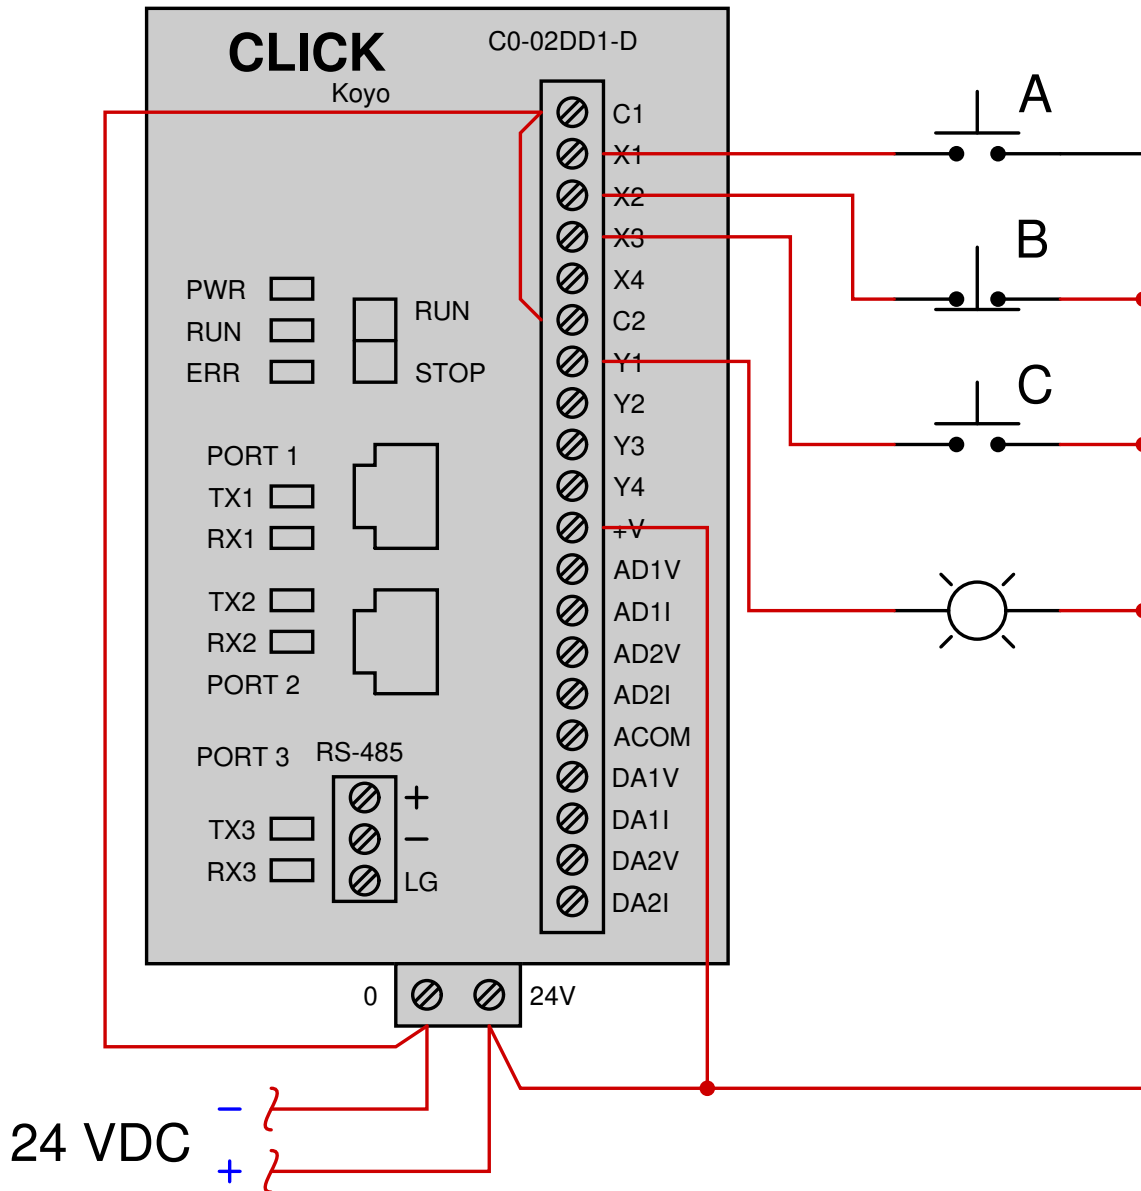 CLICK
C0-02DD1-D
Koyo
C1
X1
X2
X3
X4
C2
Y1
Y2
Y3
Y4
+V
AD1V
AD1I
AD2V
AD2I
ACOM
DA1V
DA1I
DA2V
DA2I
PWR
RUN
ERR
RUN
STOP
PORT 1
TX1
RX1
TX2
RX2
PORT 2
PORT 3
RS-485
TX3
RX3
+
−
LG
0
24V
24 VDC
−
+
A
B
C